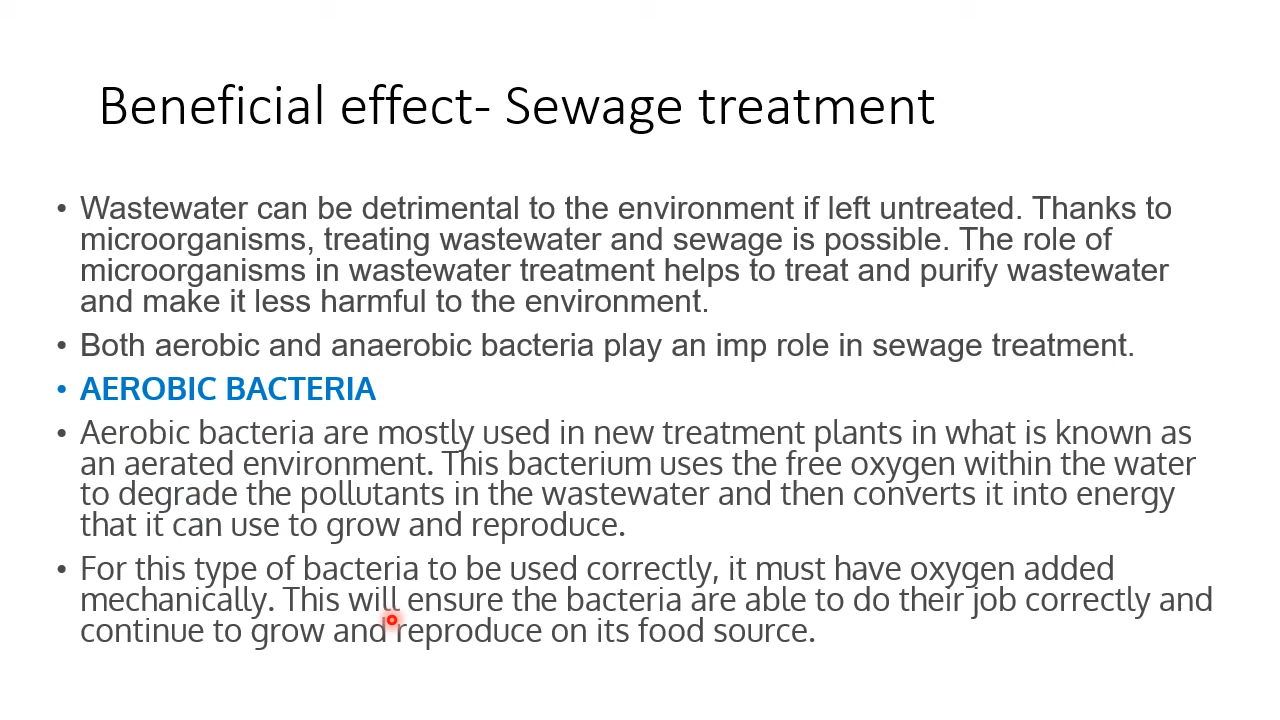 Beneficial effect- Sewage treatment
• Wastewater can be detrimental to the environment if left untreated. Thanks to
microorganisms, treating wastewater and sewage is possible. The role of
microorganisms in wastewater treatment helps to treat and purify wastewater
and make it less harmful to the environment.
• Both aerobic and anaerobic bacteria play an imp role in sewage treatment.
• AEROBIC BACTERIA
• Aerobic bacteria are mostly used in new treatment plants in what is known as
an aerated environment. This bacterium uses the free oxygen within the water
to degrade the pollutants in the wastewater and then converts it into energy
that it can use to grow and reproduce.
• For this type of bacteria to be used correctly, it must have oxygen added
mechanically. This will ensure the bacteria are able to do their job correctly and
continue to grow and reproduce on its food source.